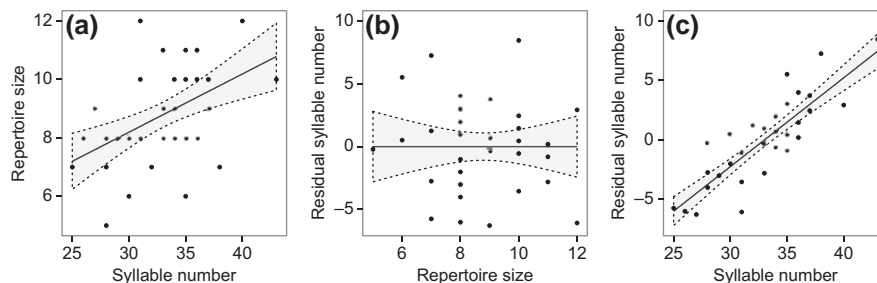 (a)
12
10
8
6
Repertoire size
25 30 35 40
Syllable number
(b)
10
5
0
−5
Residual syllable number
6 8 10 12
Repertoire size
(c)
10
5
0
−5
Residual syllable number
25 30 35 40
Syllable number